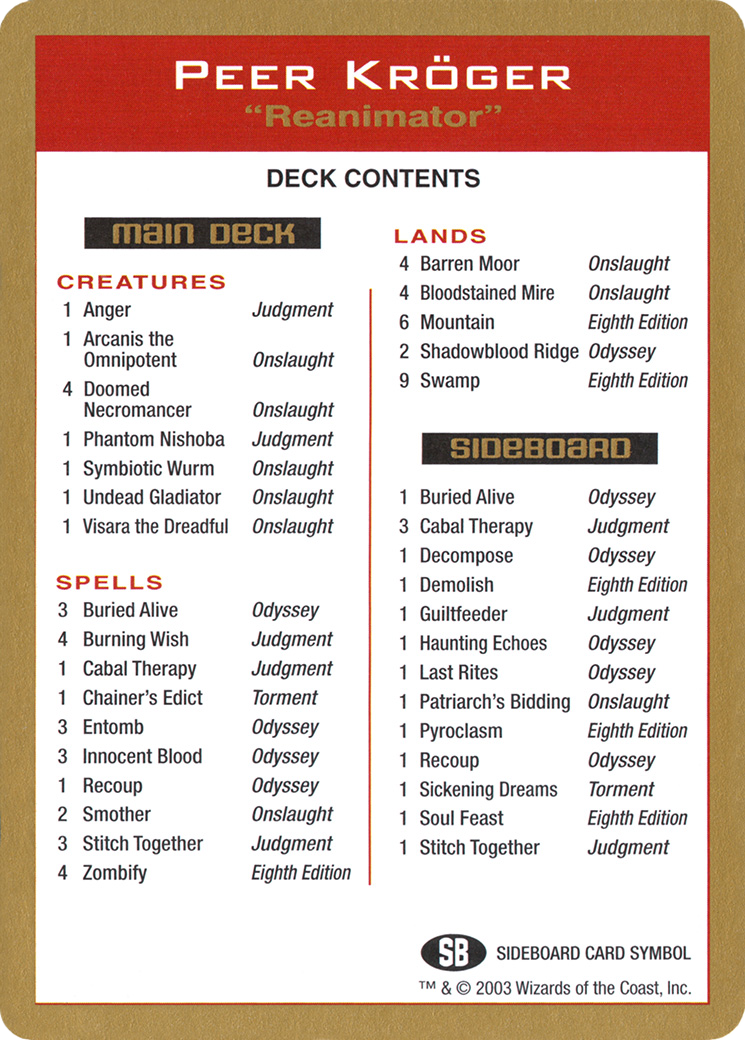 PEER KRÖGER
“Reanimator”
DECK CONTENTS
MAIN DECK
CREATURES
1 Anger Judgment
1 Arcanis the
Omnipotent Onslaught
4 Doomed
Necromancer Onslaught
1 Phantom Nishoba Judgment
1 Symbiotic Wurm Onslaught
1 Undead Gladiator Onslaught
1 Visara the Dreadful Onslaught
SPELLS
3 Buried Alive Odyssey
4 Burning Wish Judgment
1 Cabal Therapy Judgment
1 Chainer’s Edict Torment
3 Entomb Odyssey
3 Innocent Blood Odyssey
1 Recoup Odyssey
2 Smother Onslaught
3 Stitch Together Judgment
4 Zombify Eighth Edition
LANDS
4 Barren Moor Onslaught
4 Bloodstained Mire Onslaught
6 Mountain Eighth Edition
2 Shadowblood Ridge Odyssey
9 Swamp Eighth Edition
SIDEBOARD
1 Buried Alive Odyssey
3 Cabal Therapy Judgment
1 Decompose Odyssey
1 Demolish Eighth Edition
1 Guiltfeeder Judgment
1 Haunting Echoes Odyssey
1 Last Rites Odyssey
1 Patriarch’s Bidding Onslaught
1 Pyroclasm Eighth Edition
1 Recoup Odyssey
1 Sickening Dreams Torment
1 Soul Feast Eighth Edition
1 Stitch Together Judgment
SB SIDEBOARD CARD SYMBOL
™ & © 2003 Wizards of the Coast, Inc.